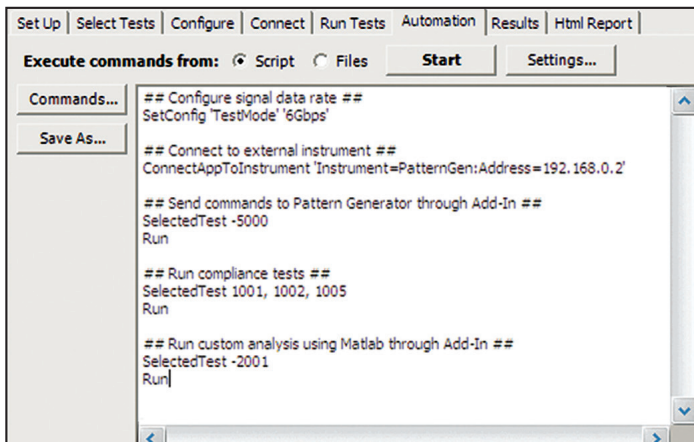 Set Up Select Tests Configure Connect Run Tests Automation Results Html Report
Execute commands from: Script Files Start Settings...
Commands...
Save As...
## Configure signal data rate ##
SetConfig 'TestMode' '6Gbps'
## Connect to external instrument ##
ConnectAppToInstrument 'Instrument=PatternGen:Address=192.168.0.2'
## Send commands to Pattern Generator through Add-In ##
SelectedTest -5000
Run
## Run compliance tests ##
SelectedTest 1001, 1002, 1005
Run
## Run custom analysis using Matlab through Add-In ##
SelectedTest -2001
Run